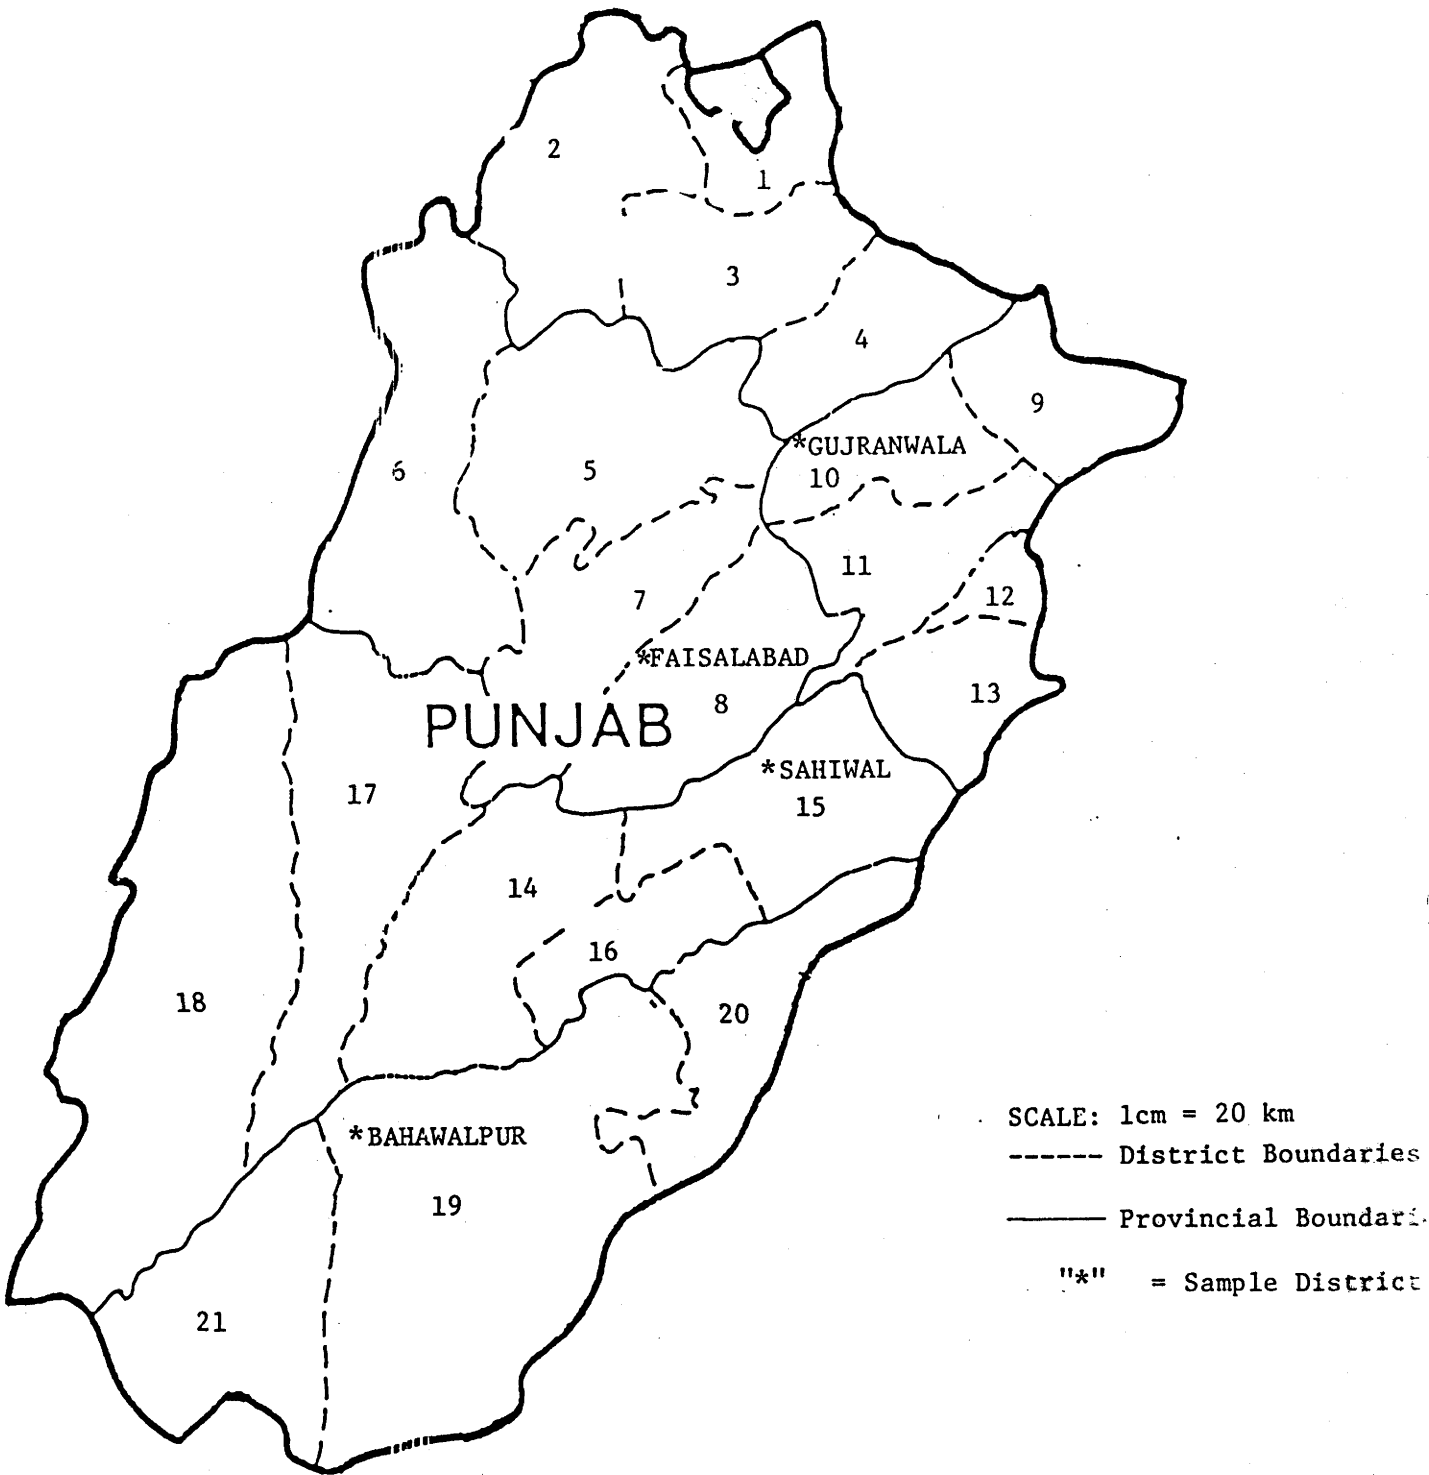 2
1
3
4
9
*GUJRANWALA
10
6
5
11
7
12
*FAISALABAD
8
13
PUNJAB
*SAHIWAL
17
15
14
16
18
20
SCALE: 1cm = 20 km
------ District Boundaries
*BAHAWALPUR
19
Provincial Boundari
"*" = Sample District
21